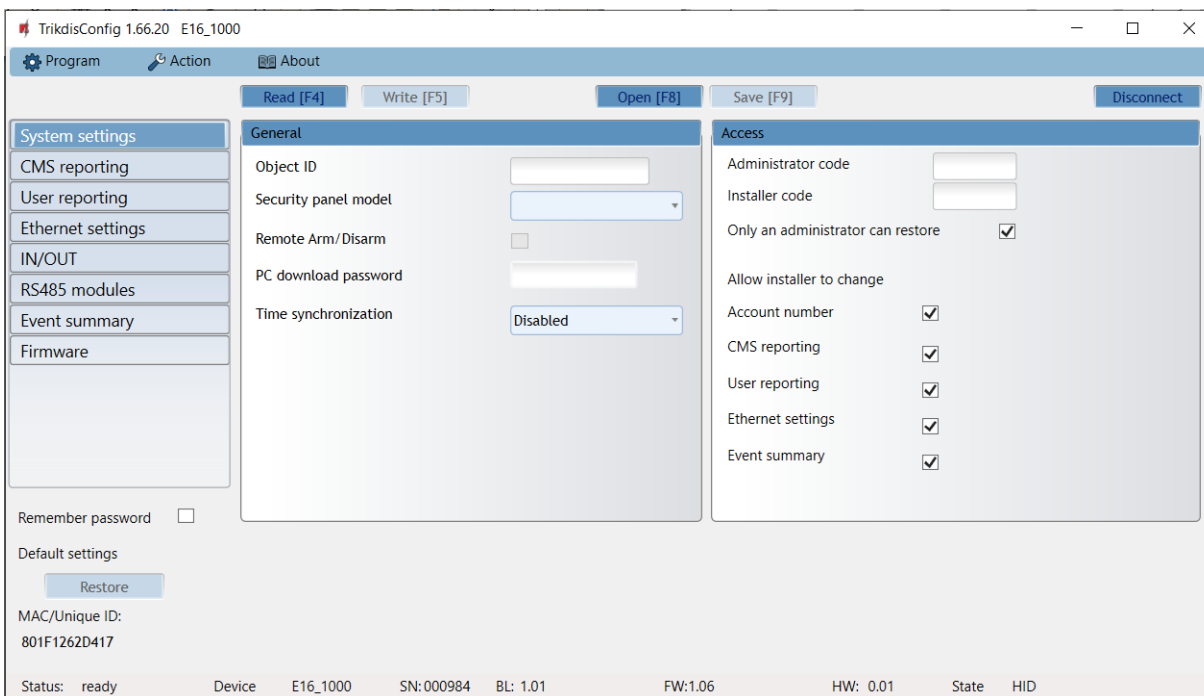 TrikdisConfig 1.66.20 E16_1000
Program Action About
Read [F4] Write [F5] Open [F8] Save [F9] Disconnect
System settings
CMS reporting
User reporting
Ethernet settings
IN/OUT
RS485 modules
Event summary
Firmware
General
Object ID
Security panel model
Remote Arm/Disarm
PC download password
Time synchronization Disabled
Access
Administrator code
Installer code
Only an administrator can restore
Allow installer to change
Account number
CMS reporting
User reporting
Ethernet settings
Event summary
Remember password
Default settings
Restore
MAC/Unique ID:
801F1262D417
Status: ready Device E16_1000 SN:000984 BL: 1.01 FW:1.06 HW: 0.01 State HID